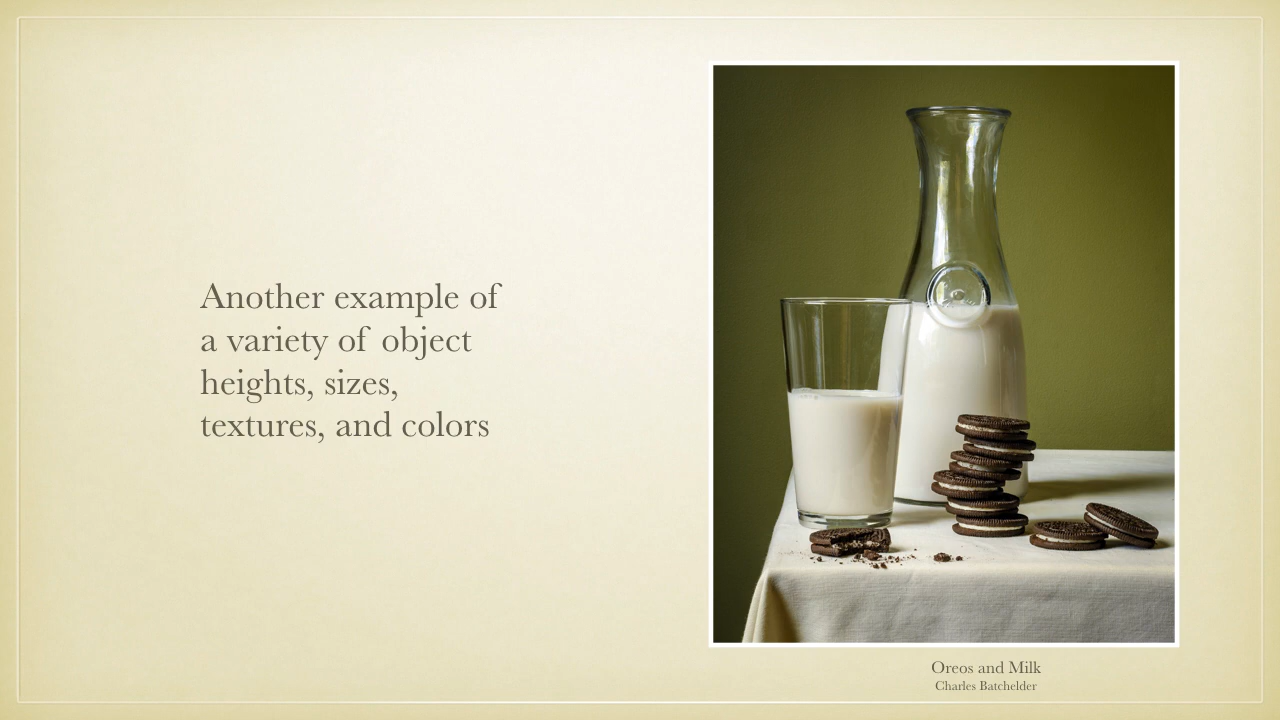 Another example of
a variety of object
heights, sizes,
textures, and colors
Oreos and Milk
Charles Batchelder